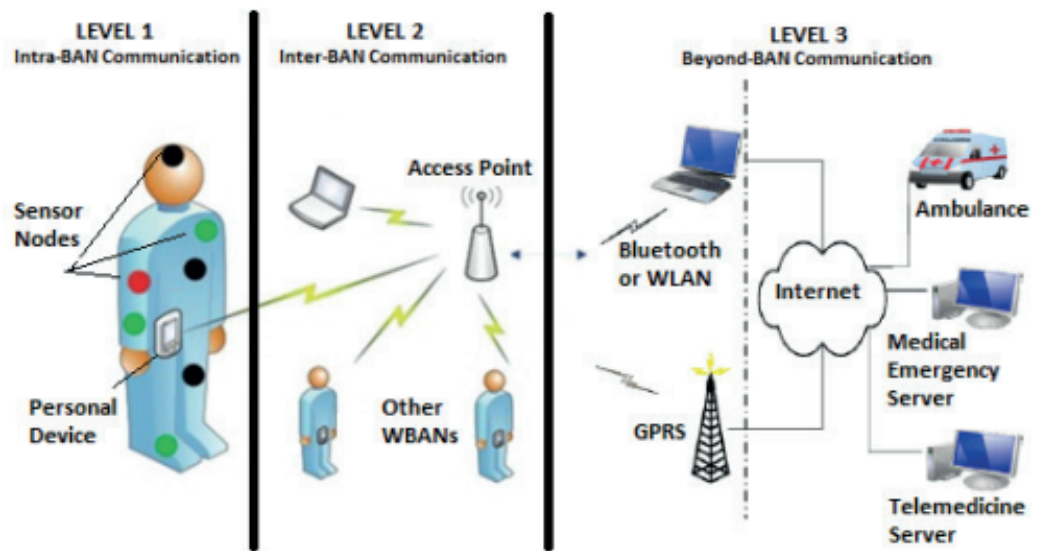 LEVEL 1
Intra-BAN Communication
LEVEL 2
Inter-BAN Communication
LEVEL 3
Beyond-BAN Communication
Sensor
Nodes
Personal
Device
Access Point
Other
WBANs
Bluetooth
or WLAN
GPRS
Internet
Ambulance
Medical
Emergency
Server
Telemedicine
Server